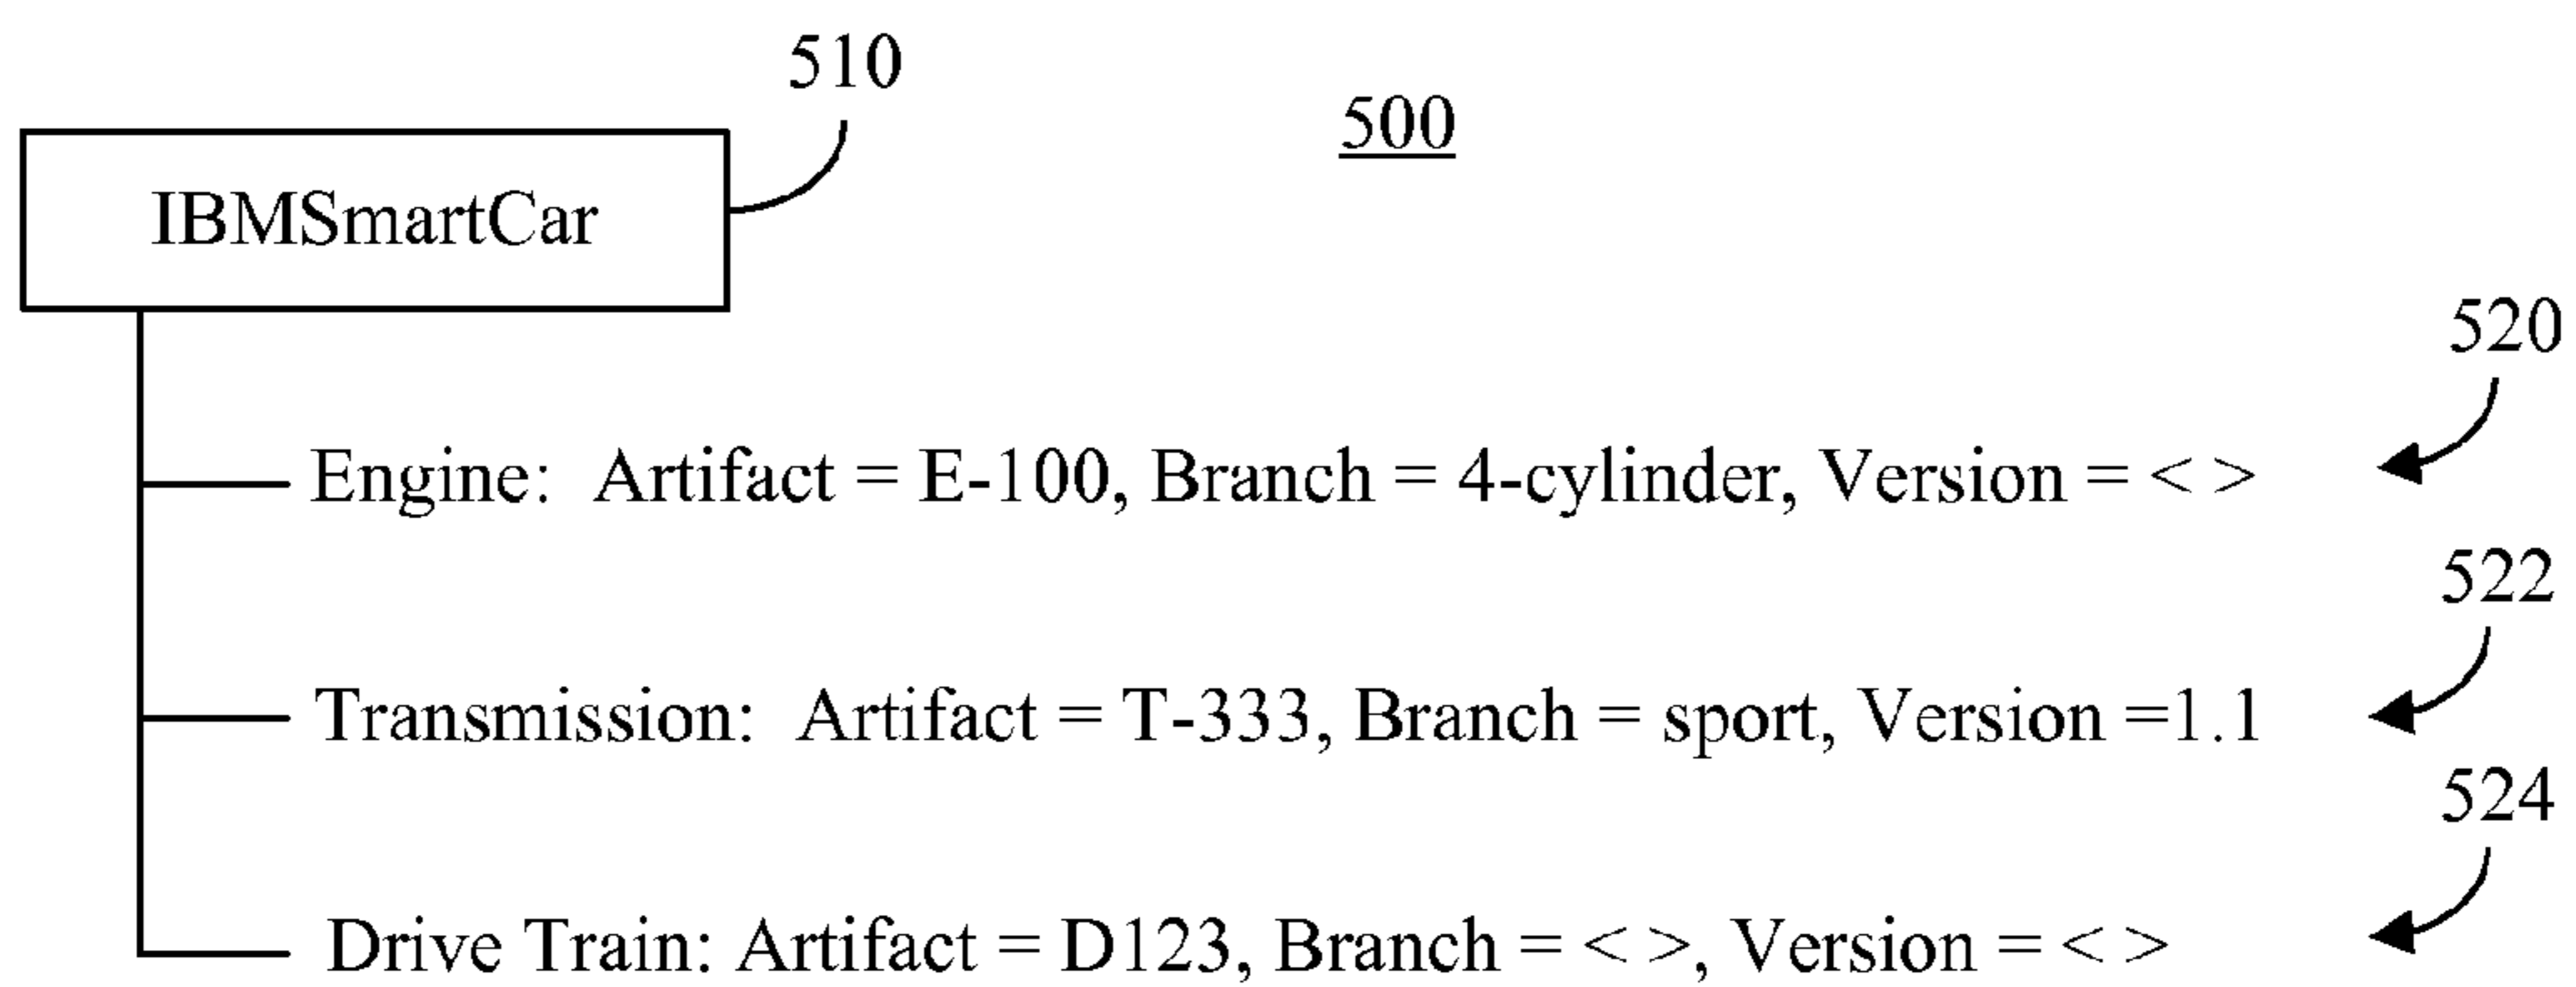 510
500
IBMSmartCar
520
Engine: Artifact = E-100, Branch = 4-cylinder, Version = < >
522
Transmission: Artifact = T-333, Branch = sport, Version =1.1
524
Drive Train: Artifact = D123, Branch = < >, Version = < >